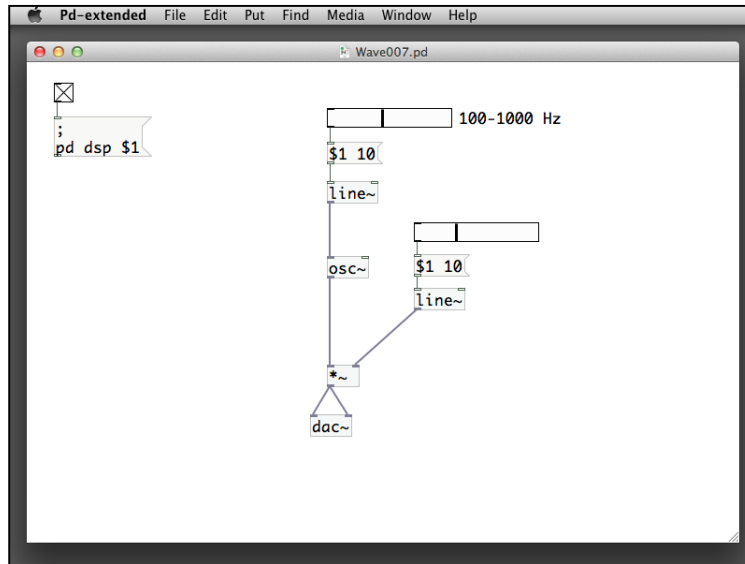 Pd-extended File Edit Put Find Media Window Help
Wave007.pd
;
pd dsp $1
100-1000 Hz
$1 10
line~
osc~
$1 10
line~
*~
dac~